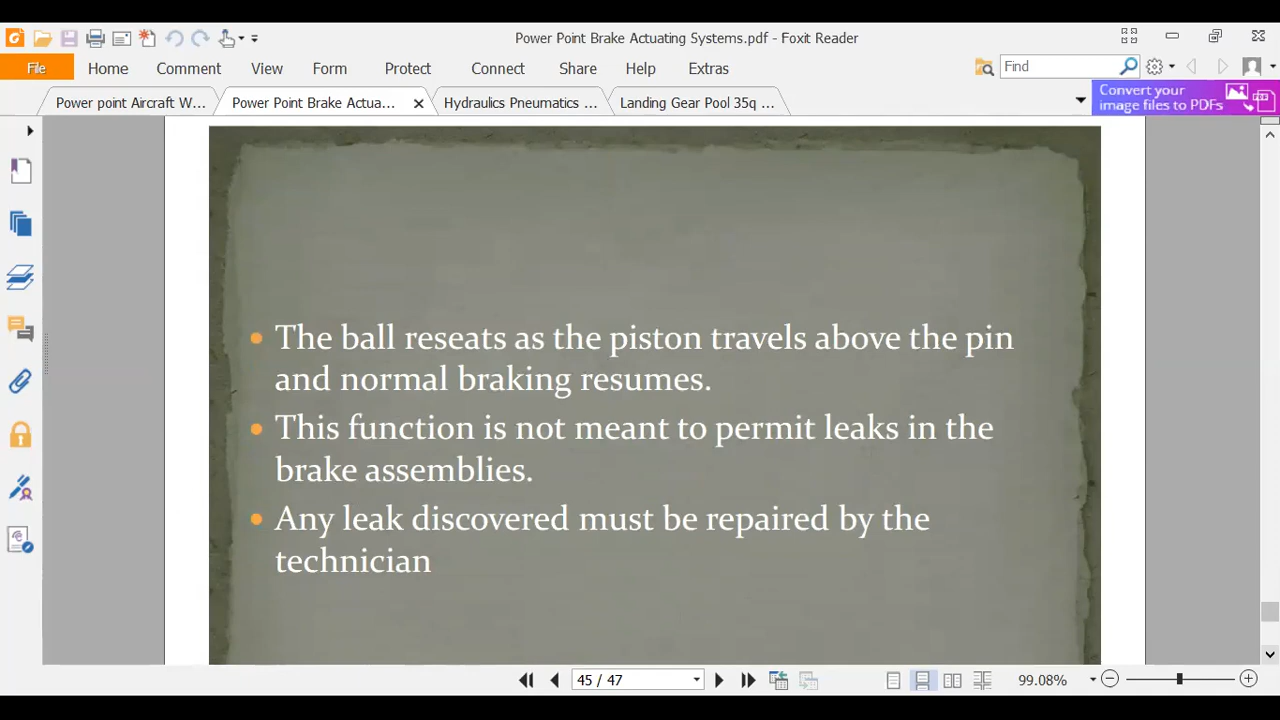 Power Point Brake Actuating Systems.pdf - Foxit Reader
File Home Comment View Form Protect Connect Share Help Extras
Find
Power point Aircraft W... Power Point Brake Actua... Hydraulics Pneumatics ... Landing Gear Pool 35q ...
Convert your
image files to PDFs
• The ball reseats as the piston travels above the pin
and normal braking resumes.
• This function is not meant to permit leaks in the
brake assemblies.
• Any leak discovered must be repaired by the
technician
45 / 47
99.08%